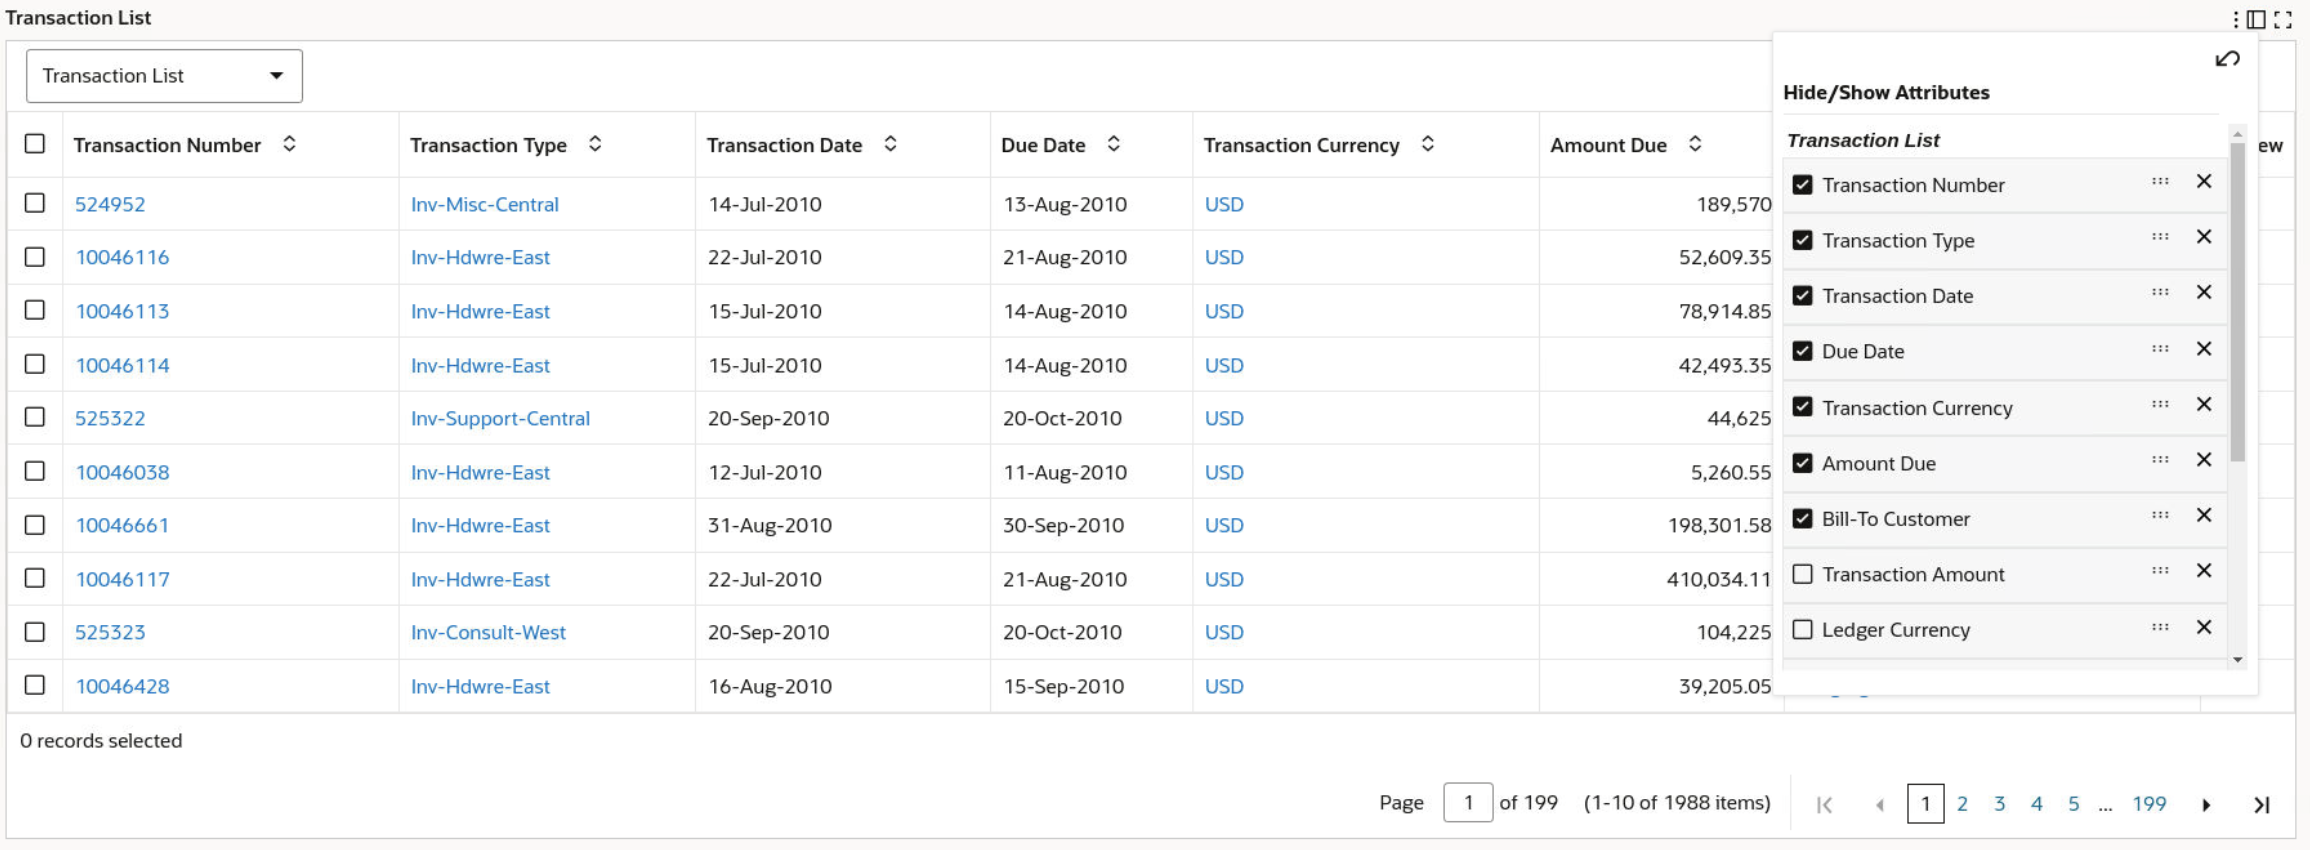 Transaction List
Transaction List
Transaction Number Transaction Type Transaction Date Due Date Transaction Currency Amount Due ew
524952 Inv-Misc-Central 14-Jul-2010 13-Aug-2010 USD 189,570
10046116 Inv-Hdwre-East 22-Jul-2010 21-Aug-2010 USD 52,609.35
10046113 Inv-Hdwre-East 15-Jul-2010 14-Aug-2010 USD 78,914.85
10046114 Inv-Hdwre-East 15-Jul-2010 14-Aug-2010 USD 42,493.35
525322 Inv-Support-Central 20-Sep-2010 20-Oct-2010 USD 44,625
10046038 Inv-Hdwre-East 12-Jul-2010 11-Aug-2010 USD 5,260.55
10046661 Inv-Hdwre-East 31-Aug-2010 30-Sep-2010 USD 198,301.58
10046117 Inv-Hdwre-East 22-Jul-2010 21-Aug-2010 USD 410,034.11
525323 Inv-Consult-West 20-Sep-2010 20-Oct-2010 USD 104,225
10046428 Inv-Hdwre-East 16-Aug-2010 15-Sep-2010 USD 39,205.05
Hide/Show Attributes
Transaction List
Transaction Number
Transaction Type
Transaction Date
Due Date
Transaction Currency
Amount Due
Bill-To Customer
Transaction Amount
Ledger Currency
0 records selected
Page 1 of 199 (1-10 of 1988 items) 1 2 3 4 5 ... 199